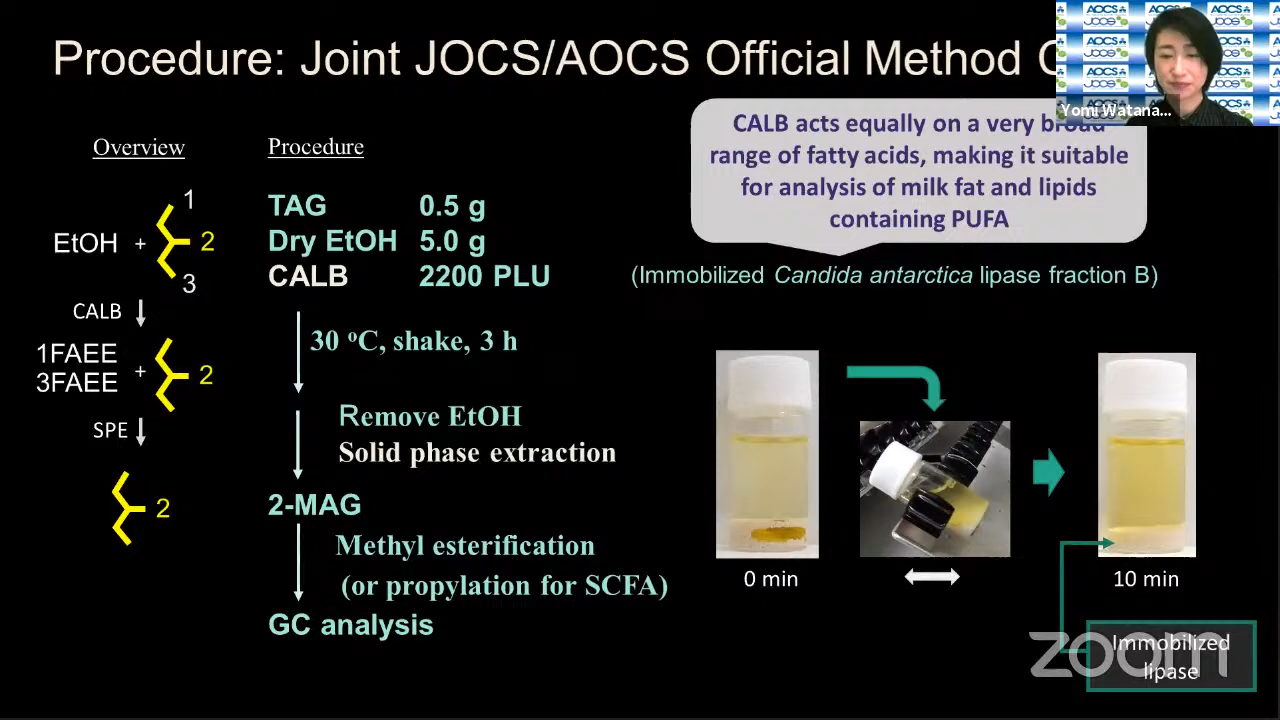 Procedure: Joint JOCS/AOCS Official Method
Yomi Watana...
AOCS
JOCS
CALB acts equally on a very broad
range of fatty acids, making it suitable
for analysis of milk fat and lipids
containing PUFA
Overview
Procedure
1
EtOH + 2
3
CALB
1FAEE
3FAEE
+ 2
SPE
2
TAG 0.5 g
Dry EtOH 5.0 g
CALB 2200 PLU
(Immobilized Candida antarctica lipase fraction B)
30 °C, shake, 3 h
Remove EtOH
Solid phase extraction
2-MAG
Methyl esterification
(or propylation for SCFA)
GC analysis
0 min
10 min
Immobilized
lipase
zoom